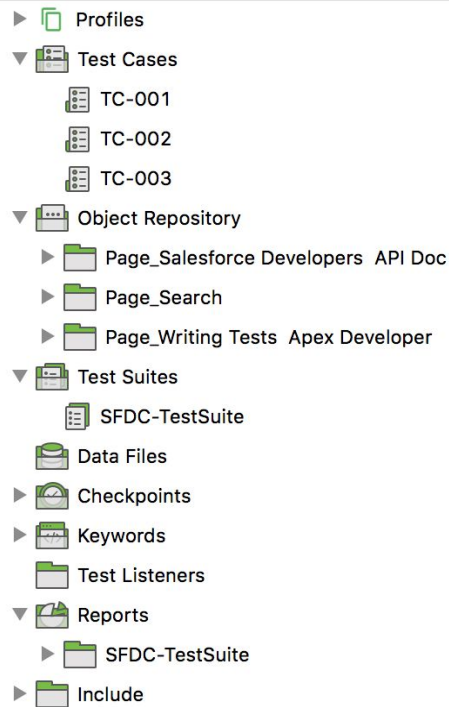 Profiles
Test Cases
TC-001
TC-002
TC-003
Object Repository
Page_Salesforce Developers  API Doc
Page_Search
Page_Writing Tests  Apex Developer
Test Suites
SFDC-TestSuite
Data Files
Checkpoints
Keywords
Test Listeners
Reports
SFDC-TestSuite
Include